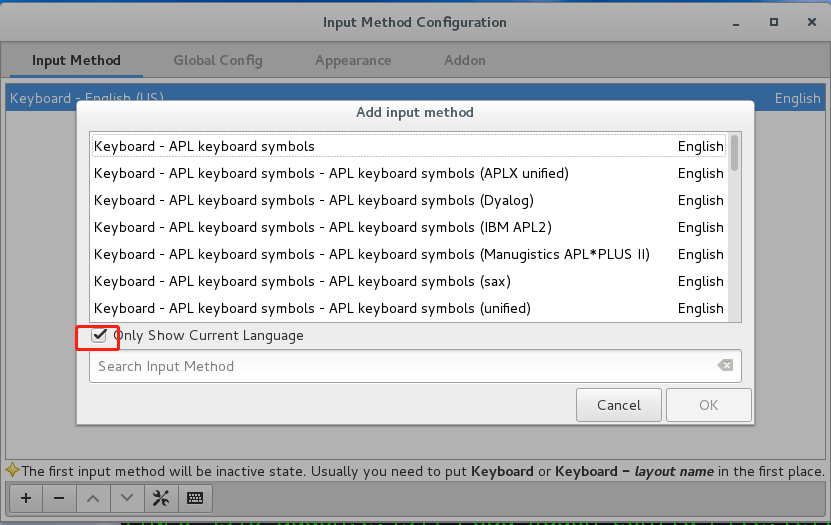 Input Method Configuration
Input Method Global Config Appearance Addon
Keyboard - English (US) English
Add input method
Keyboard - APL keyboard symbols English
Keyboard - APL keyboard symbols - APL keyboard symbols (APLX unified) English
Keyboard - APL keyboard symbols - APL keyboard symbols (Dyalog) English
Keyboard - APL keyboard symbols - APL keyboard symbols (IBM APL2) English
Keyboard - APL keyboard symbols - APL keyboard symbols (Manugistics APL*PLUS II) English
Keyboard - APL keyboard symbols - APL keyboard symbols (sax) English
Keyboard - APL keyboard symbols - APL keyboard symbols (unified) English
Only Show Current Language
Search Input Method
Cancel OK
The first input method will be inactive state. Usually you need to put Keyboard or Keyboard – layout name in the first place.